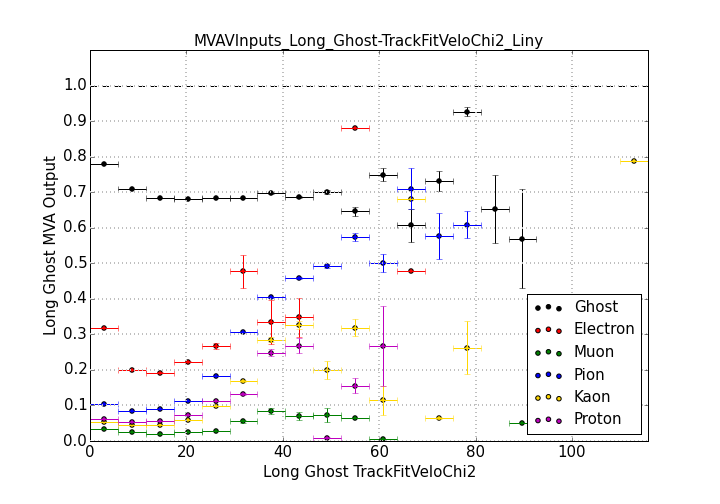 MVAVInputs_Long_Ghost-TrackFitVeloChi2_Liny
Long Ghost MVA Output
1.0
0.9
0.8
0.7
0.6
0.5
0.4
0.3
0.2
0.1
0.0
Ghost
Electron
Muon
Pion
Kaon
Proton
0 20 40 60 80 100
Long Ghost TrackFitVeloChi2